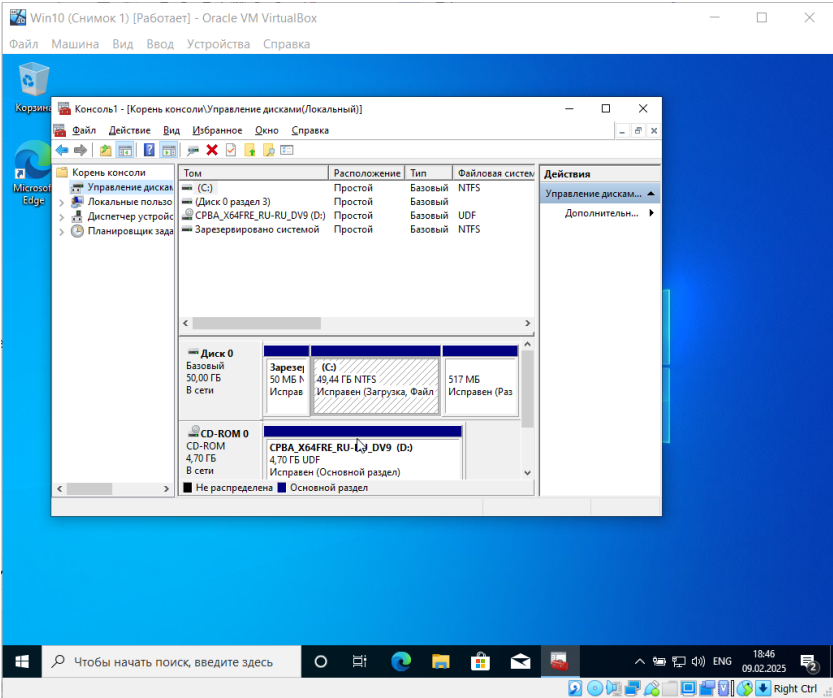 Win10 (Снимок 1) [Работает] - Oracle VM VirtualBox
Файл Машина Вид Ввод Устройства Справка
Корзина
Microsof
Edge
Консоль1 - [Корень консоли\Управление дисками(Локальный)]
Файл Действие Вид Избранное Окно Справка
Корень консоли
Управление дискам
Локальные пользо
Диспетчер устройс
Планировщик зада
Том Расположение Тип Файловая систем
(C:) Простой Базовый NTFS
(Диск 0 раздел 3) Простой Базовый
CPBA_X64FRE_RU-RU_DV9 (D:) Простой Базовый UDF
Зарезервировано системой Простой Базовый NTFS
Действия
Управление дискам...
Дополнительн...
Диск 0
Базовый
50,00 ГБ
В сети
Зарезер
50 МБ N
Исправ
(C:)
49,44 ГБ NTFS
Исправен (Загрузка, Файл
517 МБ
Исправен (Раз
CD-ROM 0
CD-ROM
4,70 ГБ
В сети
CPBA_X64FRE_RU-RU_DV9 (D:)
4,70 ГБ UDF
Исправен (Основной раздел)
Не распределена Основной раздел
Чтобы начать поиск, введите здесь
ENG
18:46
09.02.2025
2
Right Ctrl